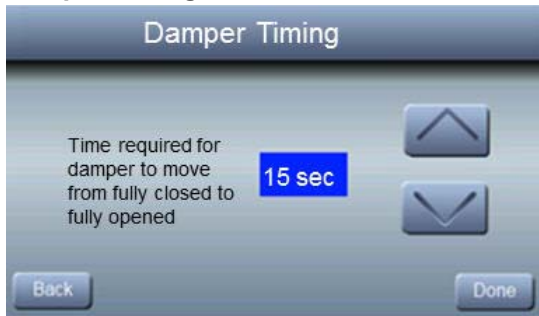 Damper Timing
Time required for
damper to move
from fully closed to
fully opened
15 sec
Back
Done